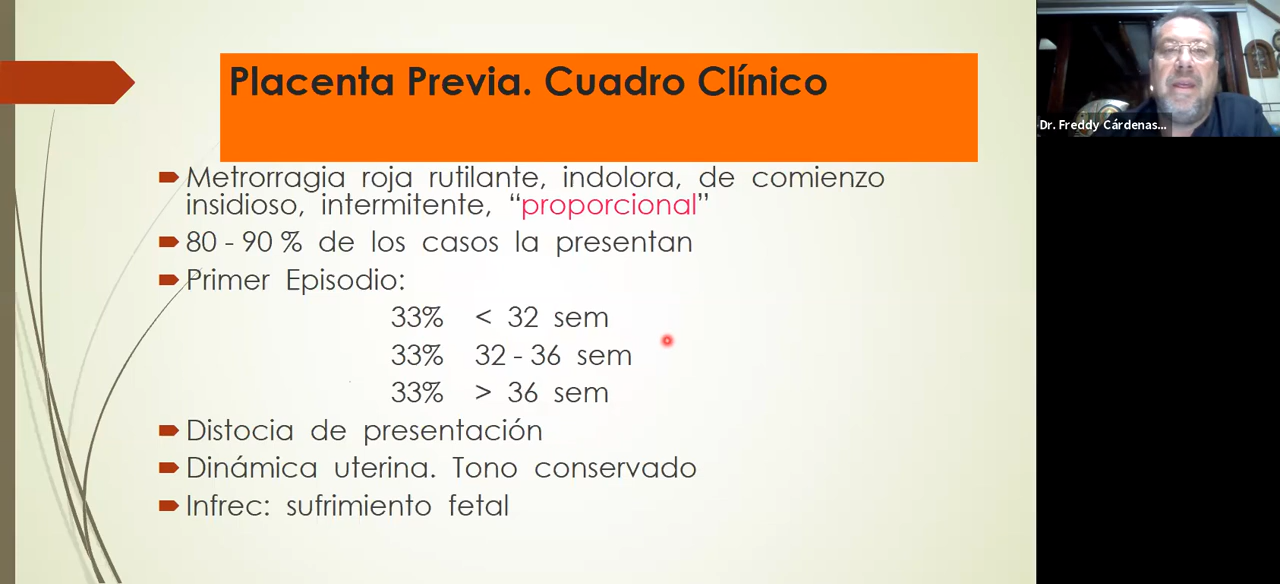 Placenta Previa. Cuadro Clínico
Metrorragia roja rutilante, indolora, de comienzo
insidioso, intermitente, “proporcional”
80 - 90 % de los casos la presentan
Primer Episodio:
33% < 32 sem
33% 32 - 36 sem
33% > 36 sem
Distocia de presentación
Dinámica uterina. Tono conservado
Infrec: sufrimiento fetal
Dr. Freddy Cárdenas...